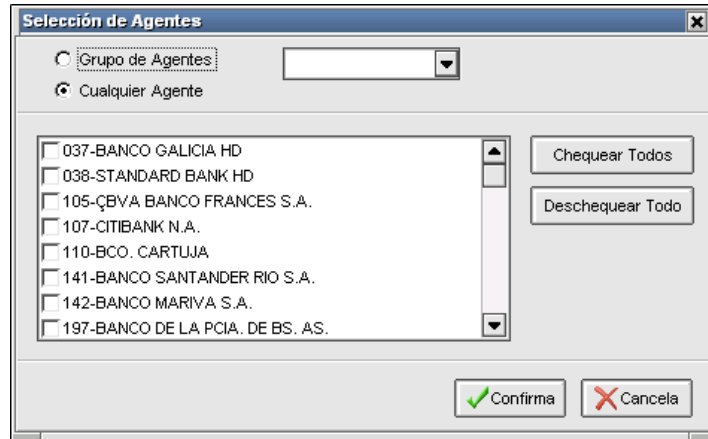 Selección de Agentes
Grupo de Agentes
Cualquier Agente
037-BANCO GALICIA HD
038-STANDARD BANK HD
105-ÇBVA BANCO FRANCES S.A.
107-CITIBANK N.A.
110-BCO. CARTUJA
141-BANCO SANTANDER RIO S.A.
142-BANCO MARIVA S.A.
197-BANCO DE LA PCIA. DE BS. AS.
Chequear Todos
Deschequear Todo
Confirma
Cancela